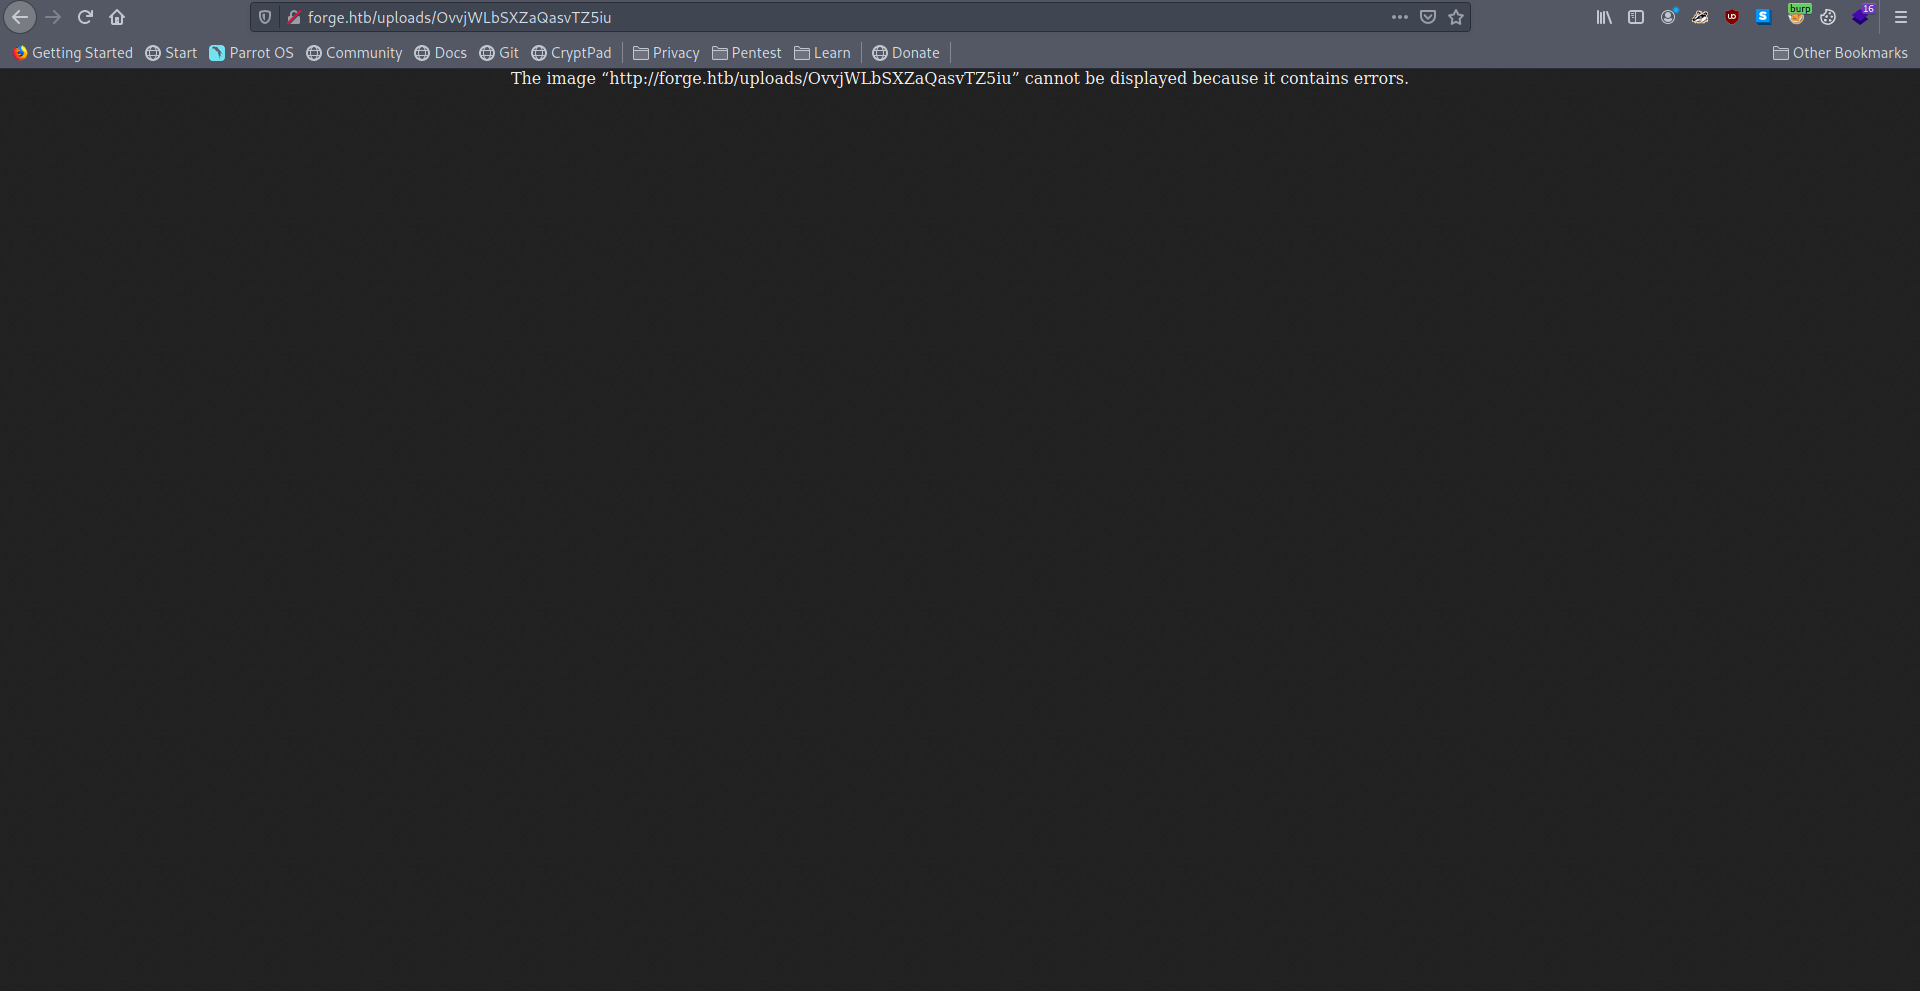 forge.htb/uploads/OvvjWLbSXZaQasvTZ5iu
burp
16
Getting Started Start Parrot OS Community Docs Git CryptPad Privacy Pentest Learn Donate Other Bookmarks
The image “http://forge.htb/uploads/OvvjWLbSXZaQasvTZ5iu” cannot be displayed because it contains errors.